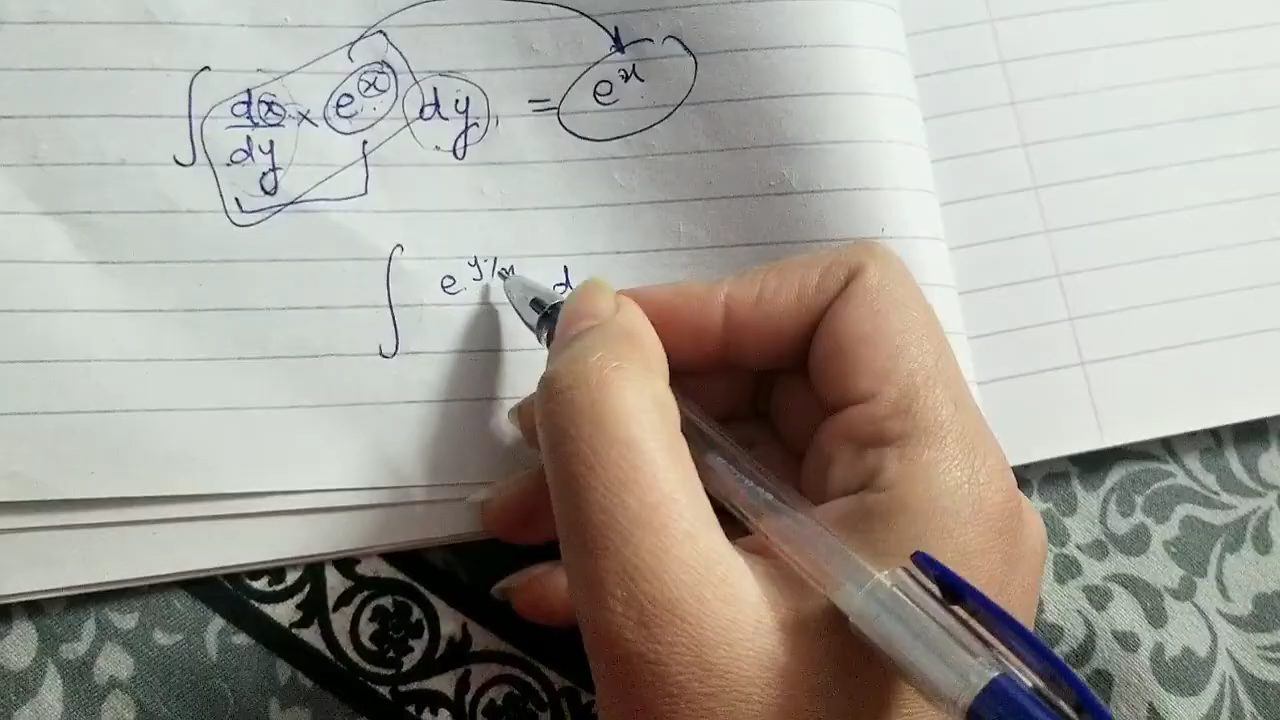 ∫ dx/dy × e^x dy = e^x
∫ e^y/x d